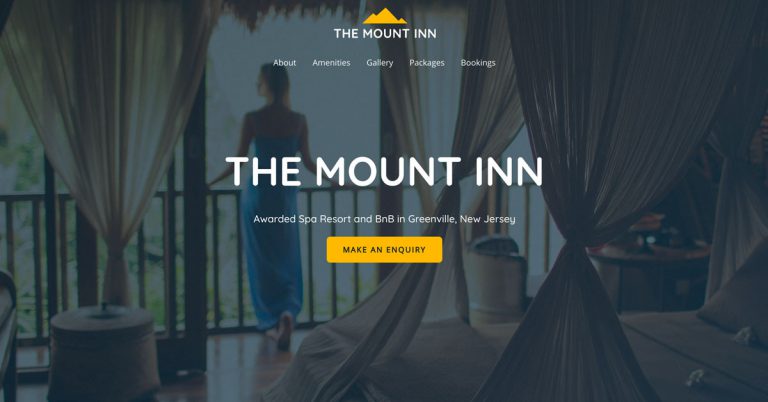 THE MOUNT INN
About Amenities Gallery Packages Bookings
THE MOUNT INN
Awarded Spa Resort and BnB in Greenville, New Jersey
MAKE AN ENQUIRY